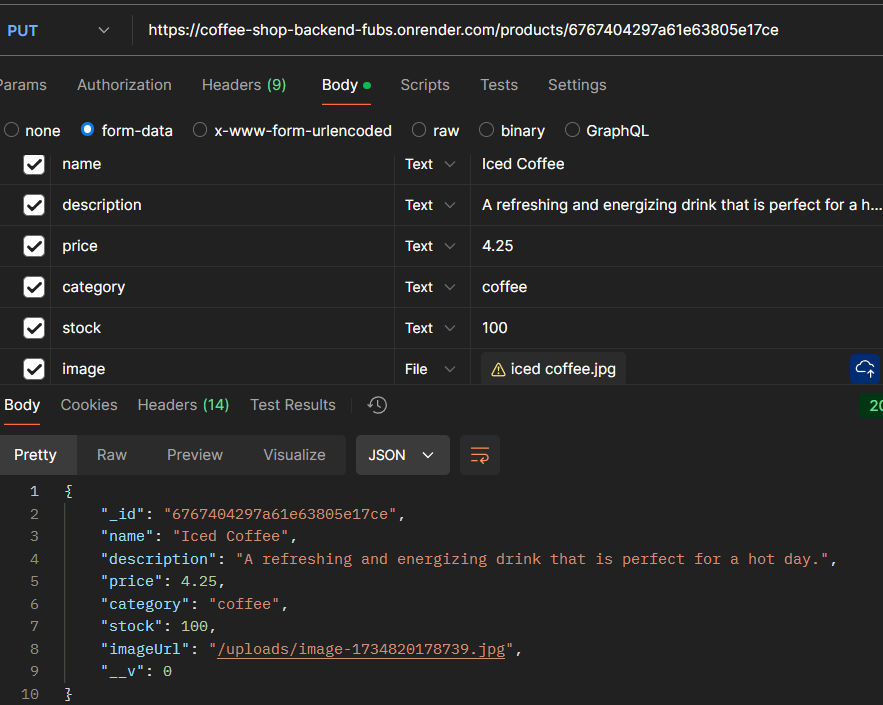 PUT https://coffee-shop-backend-fubs.onrender.com/products/6767404297a61e63805e17ce
Params Authorization Headers (9) Body Scripts Tests Settings
none form-data x-www-form-urlencoded raw binary GraphQL
name Text Iced Coffee
description Text A refreshing and energizing drink that is perfect for a h...
price Text 4.25
category Text coffee
stock Text 100
image File iced coffee.jpg
Body Cookies Headers (14) Test Results 20
Pretty Raw Preview Visualize JSON
1 {
2 "_id": "6767404297a61e63805e17ce",
3 "name": "Iced Coffee",
4 "description": "A refreshing and energizing drink that is perfect for a hot day.",
5 "price": 4.25,
6 "category": "coffee",
7 "stock": 100,
8 "imageUrl": "/uploads/image-1734820178739.jpg",
9 "__v": 0
10 }